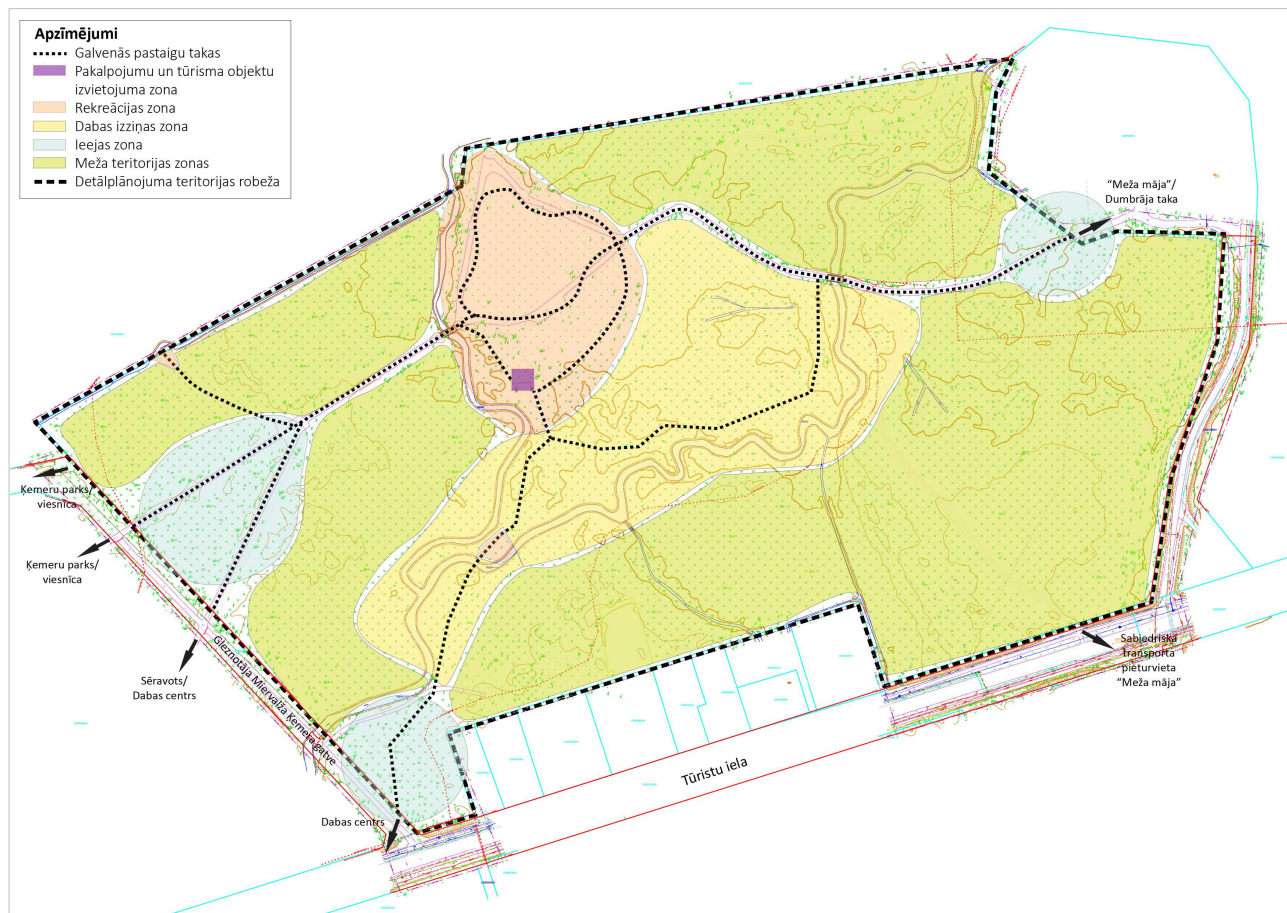 Apzīmējumi
Galvenās pastaigu takas
Pakalpojumu un tūrisma objektu
izvietojuma zona
Rekreācijas zona
Dabas izziņas zona
Ieejas zona
Meža teritorijas zonas
Detālplānojuma teritorijas robeža
"Meža māja"/
Dumbrāja taka
Ķemeru parks/
viesnīca
Ķemeru parks/
viesnīca
Sēravots/
Dabas centrs
Gleznotāja Miervalža Ķemera gatve
Sabiedriskā
transporta
pieturvieta
"Meža māja"
Tūristu iela
Dabas centrs